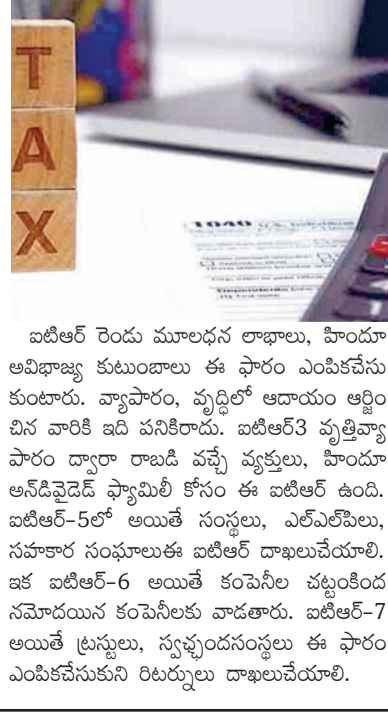 T
A
X
1040 U.S. Individual
ఐటిఆర్ రెండు మూలధన లాభాలు, హిందూ
అవిభాజ్య కుటుంబాలు ఈ ఫారం ఎంపికచేసు
కుంటారు. వ్యాపారం, వృద్ధిలో ఆదాయం ఆర్జిం
చిన వారికి ఇది పనికిరాదు. ఐటిఆర్3 వృత్తివ్యా
పారం ద్వారా రాబడి వచ్చే వ్యక్తులు, హిందూ
అన్‌డివైడెడ్ ఫ్యామిలీ కోసం ఈ ఐటిఆర్ ఉంది.
ఐటిఆర్-5లో అయితే సంస్థలు, ఎల్ఎల్‌పిలు,
సహకార సంఘాలుఈ ఐటిఆర్ దాఖలుచేయాలి.
ఇక ఐటిఆర్-6 అయితే కంపెనీల చట్టంకింద
నమోదయిన కంపెనీలకు వాడతారు. ఐటిఆర్-7
అయితే ట్రస్టులు, స్వచ్ఛందసంస్థలు ఈ ఫారం
ఎంపికచేసుకుని రిటర్నులు దాఖలుచేయాలి.